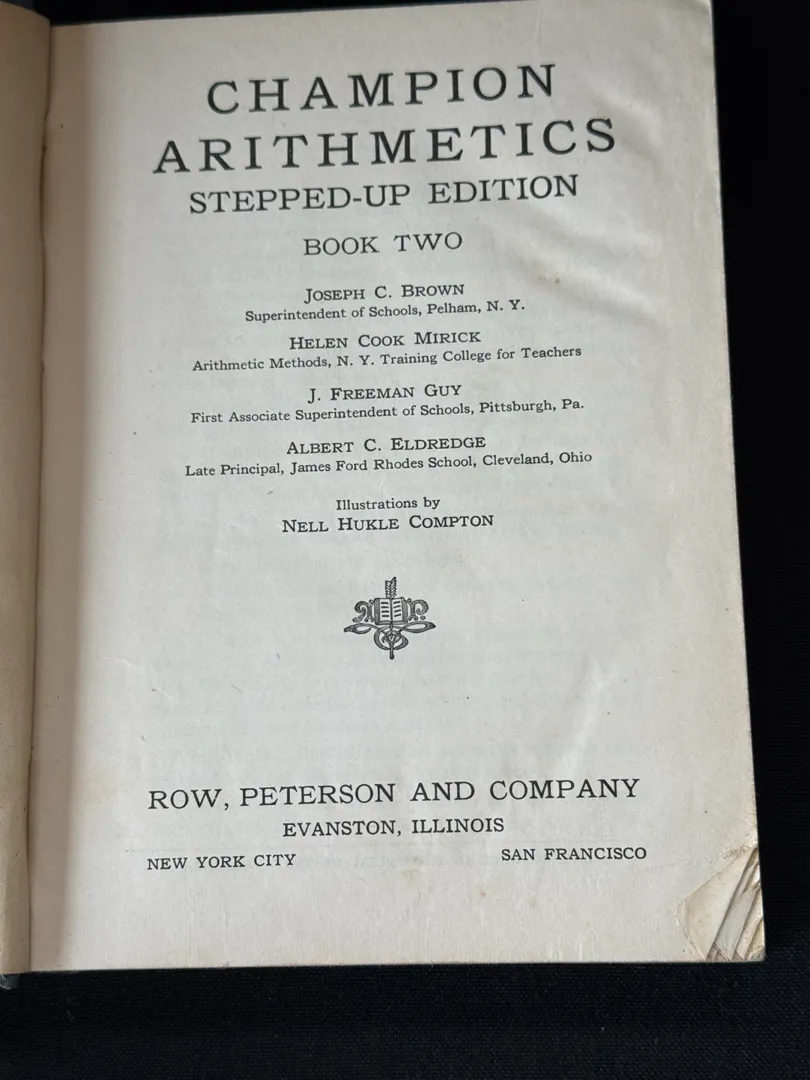 CHAMPION
ARITHMETICS
STEPPED-UP EDITION
BOOK TWO
JOSEPH C. BROWN
Superintendent of Schools, Pelham, N. Y.
HELEN COOK MIRICK
Arithmetic Methods, N. Y. Training College for Teachers
J. FREEMAN GUY
First Associate Superintendent of Schools, Pittsburgh, Pa.
ALBERT C. ELDREDGE
Late Principal, James Ford Rhodes School, Cleveland, Ohio
Illustrations by
NELL HUKLE COMPTON
ROW, PETERSON AND COMPANY
EVANSTON, ILLINOIS
NEW YORK CITY SAN FRANCISCO